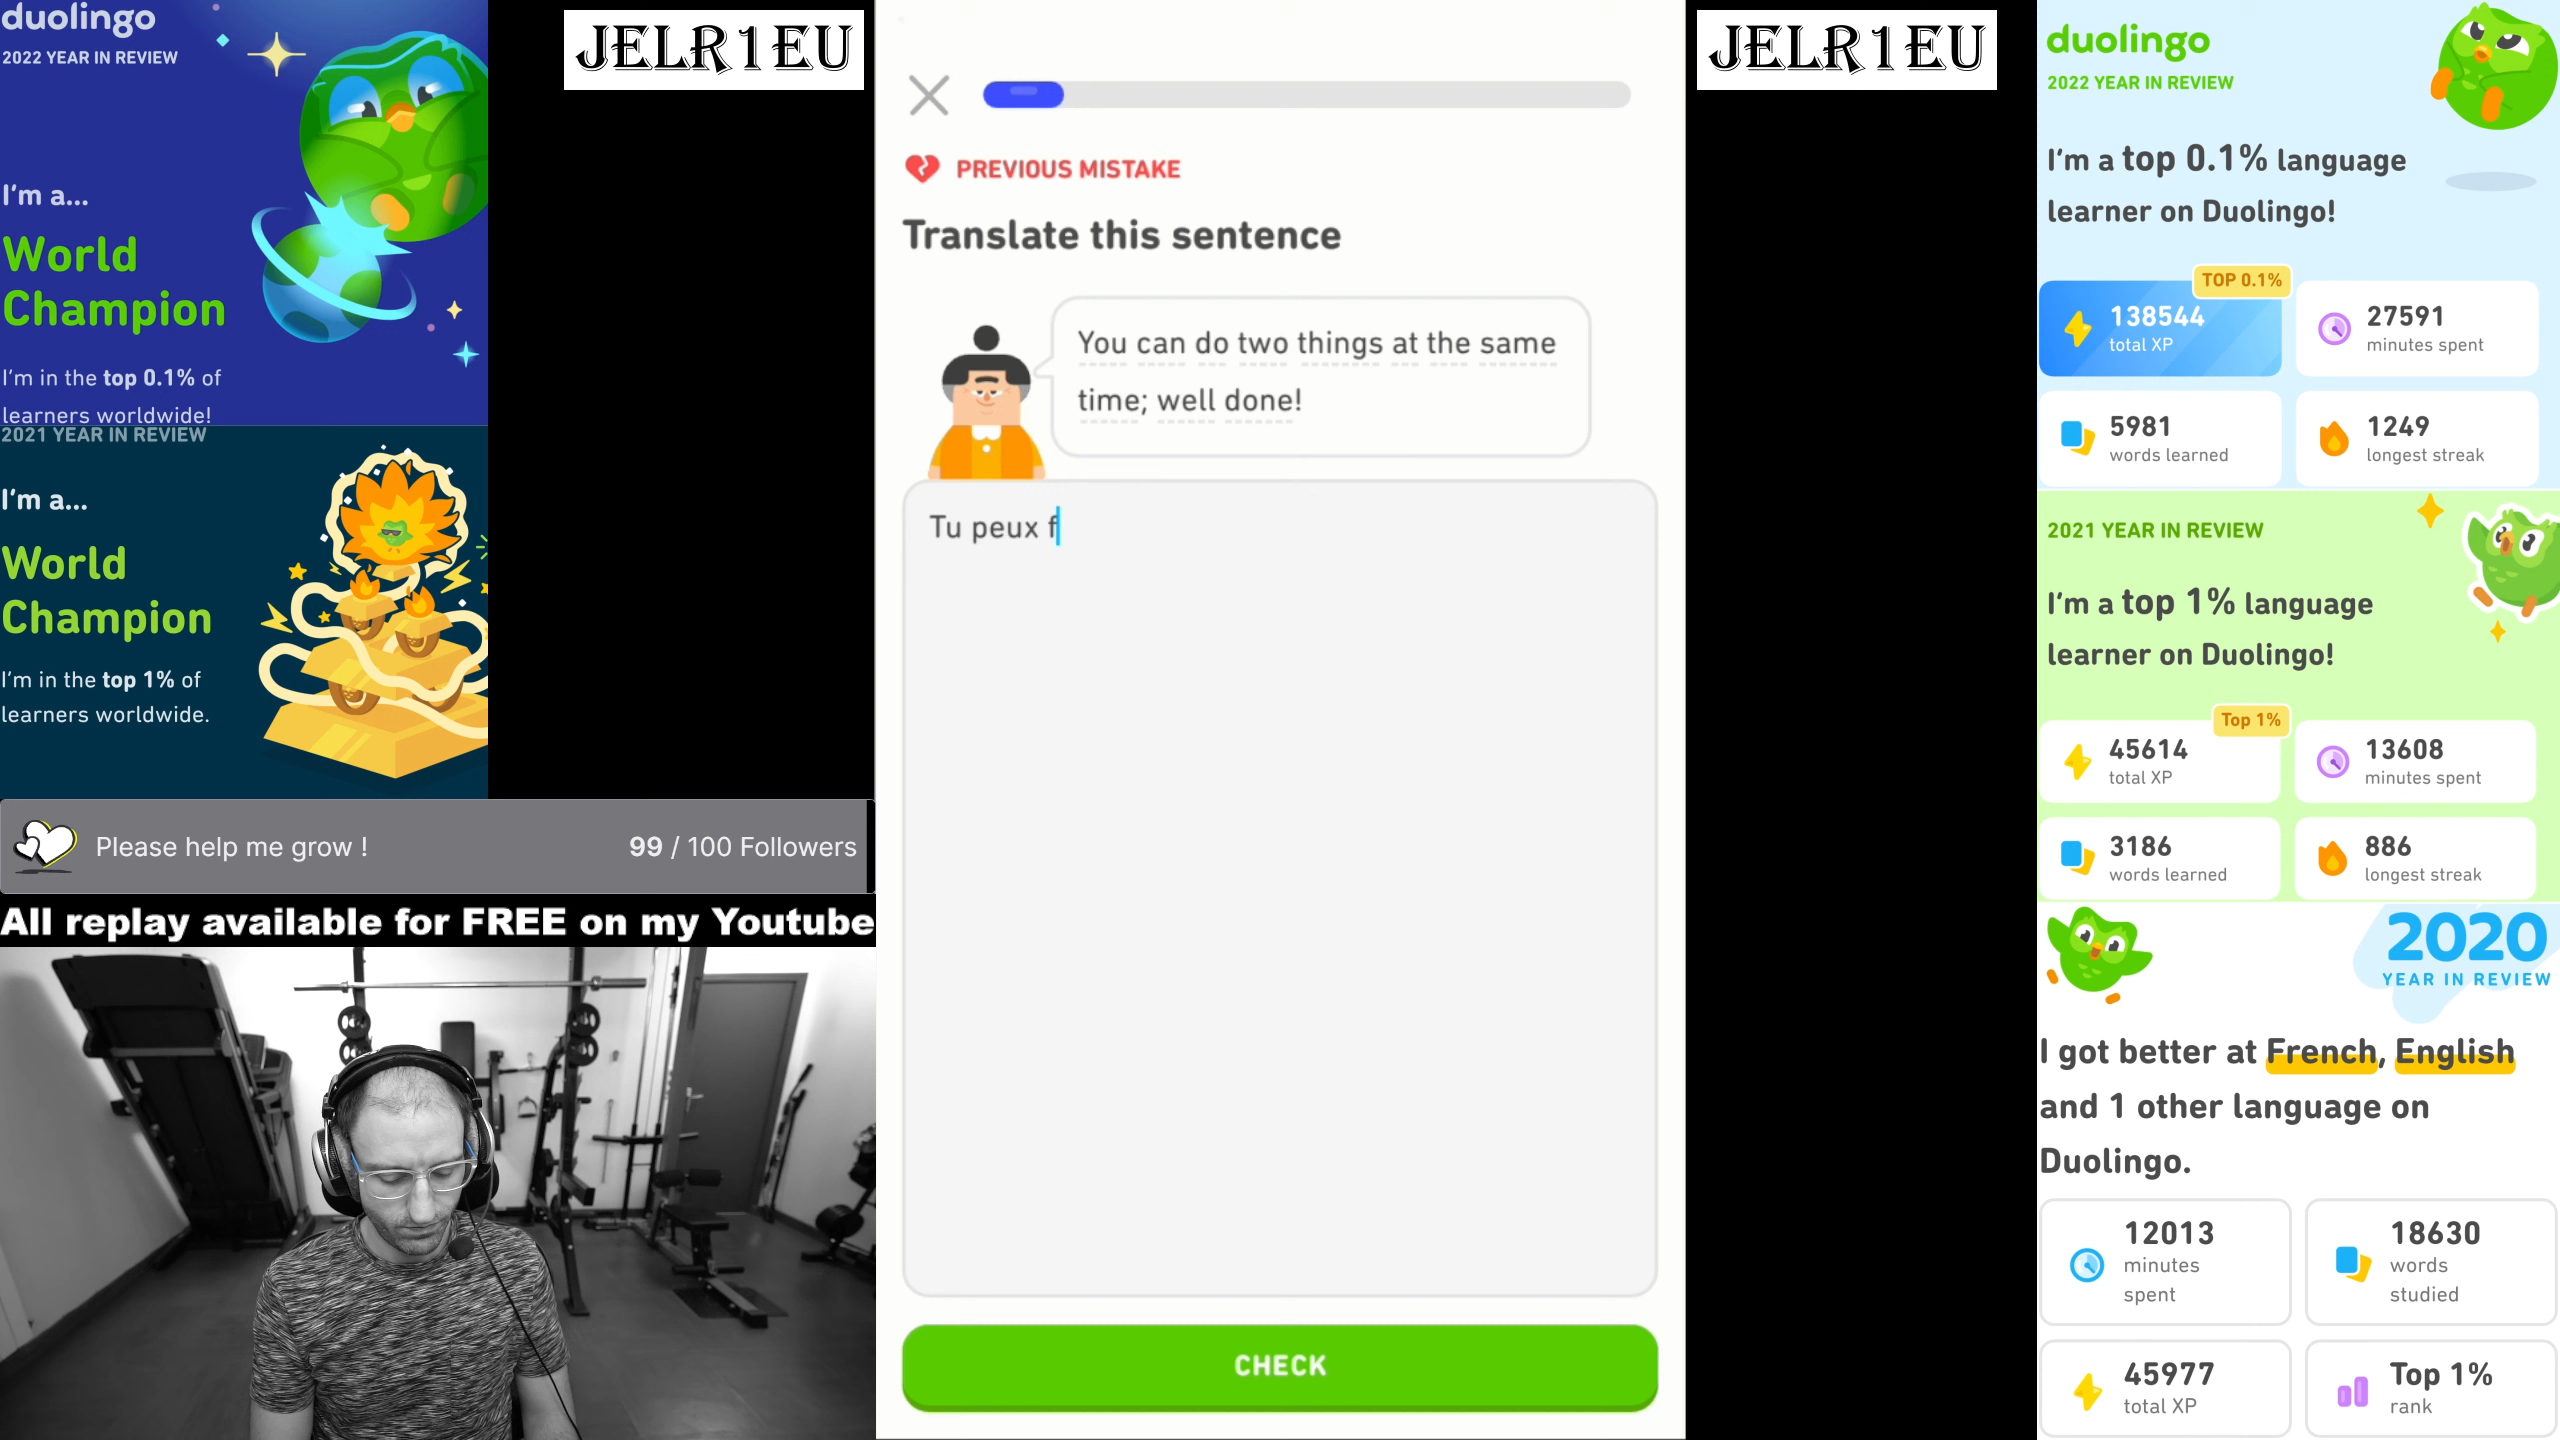 duolingo
2022 YEAR IN REVIEW
I'm a...
World
Champion
I'm in the top 0.1% of
learners worldwide!
2021 YEAR IN REVIEW
I'm a...
World
Champion
I'm in the top 1% of
learners worldwide.
Please help me grow !
99 / 100 Followers
All replay available for FREE on my Youtube
JELR1EU
PREVIOUS MISTAKE
Translate this sentence
You can do two things at the same
time; well done!
Tu peux f
CHECK
JELR1EU
duolingo
2022 YEAR IN REVIEW
I'm a top 0.1% language
learner on Duolingo!
TOP 0.1%
138544
total XP
27591
minutes spent
5981
words learned
1249
longest streak
2021 YEAR IN REVIEW
I'm a top 1% language
learner on Duolingo!
Top 1%
45614
total XP
13608
minutes spent
3186
words learned
886
longest streak
2020
YEAR IN REVIEW
I got better at French, English
and 1 other language on
Duolingo.
12013
minutes
spent
18630
words
studied
45977
total XP
Top 1%
rank